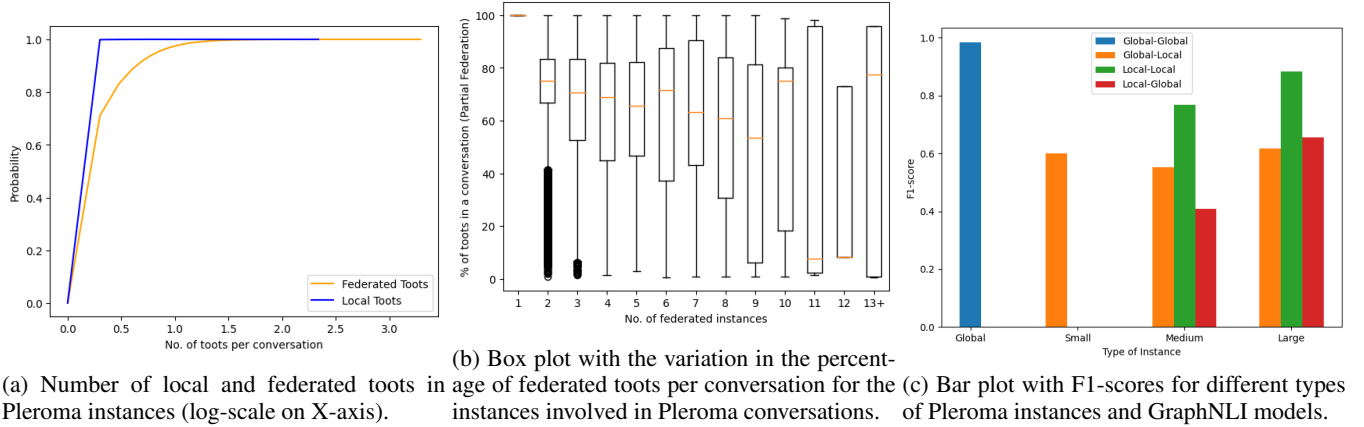 1.0
0.8
0.6
0.4
0.2
0.0
Probability
0.0 0.5 1.0 1.5 2.0 2.5 3.0
No. of toots per conversation
Federated Toots
Local Toots
(a) Number of local and federated toots in
Pleroma instances (log-scale on X-axis).
100
80
60
40
20
0
% of toots in a conversation (Partial Federation)
1 2 3 4 5 6 7 8 9 10 11 12 13+
No. of federated instances
(b) Box plot with the variation in the percent-
age of federated toots per conversation for the
instances involved in Pleroma conversations.
1.0
0.8
0.6
0.4
0.2
0.0
F1-score
Global-Global
Global-Local
Local-Local
Local-Global
Global Small Medium Large
Type of Instance
(c) Bar plot with F1-scores for different types
of Pleroma instances and GraphNLI models.